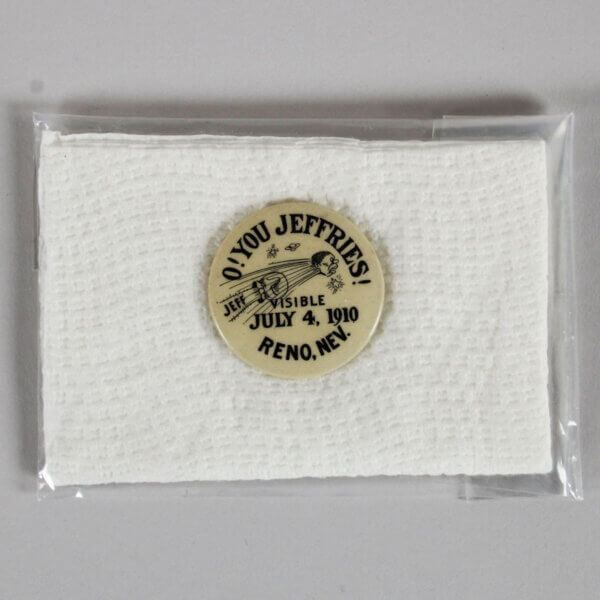 O! YOU JEFFRIES!
JEFF
VISIBLE
JULY 4, 1910
RENO, NEV.